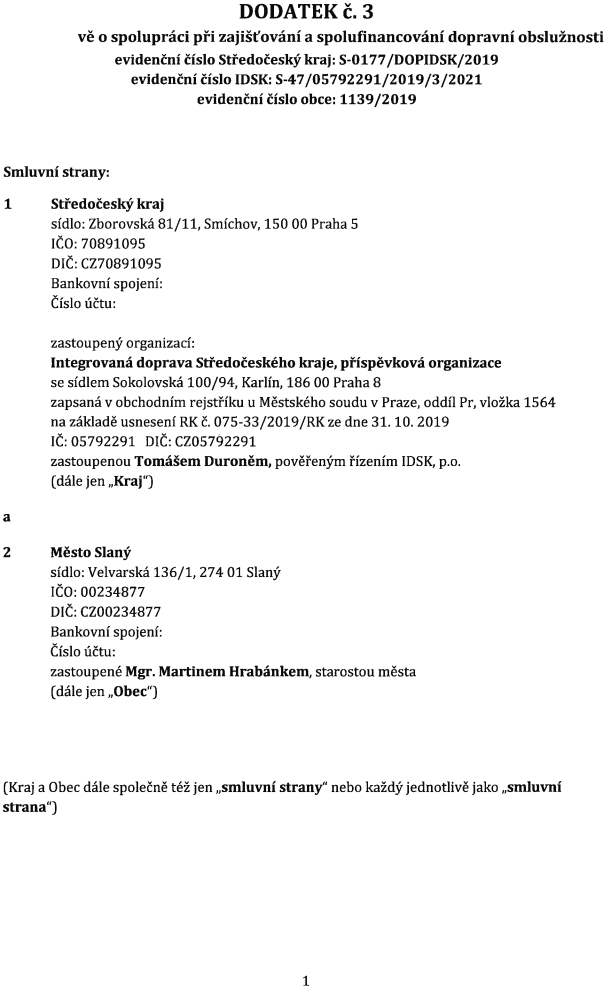 DODATEK č. 3
vě o spolupráci při zajišťování a spolufinancování dopravní obslužnosti
evidenční číslo Středočeský kraj: S-0177/DOPIDSK/2019
evidenční číslo IDSK: S-47/05792291/2019/3/2021
evidenční číslo obce: 1139/2019
Smluvní strany:
1 Středočeský kraj
sídlo: Zborovská 81/11, Smíchov, 150 00 Praha 5
IČO: 70891095
DIČ: CZ70891095
Bankovní spojení:
Číslo účtu:
zastoupený organizací:
Integrovaná doprava Středočeského kraje, příspěvková organizace
se sídlem Sokolovská 100/94, Karlín, 186 00 Praha 8
zapsaná v obchodním rejstříku u Městského soudu v Praze, oddíl Pr, vložka 1564
na základě usnesení RK č. 075-33/2019/RK ze dne 31. 10. 2019
IČ: 05792291 DIČ: CZ05792291
zastoupenou Tomášem Duroněm, pověřeným řízením IDSK, p.o.
(dále jen „Kraj“)
a
2 Město Slaný
sídlo: Velvarská 136/1, 274 01 Slaný
IČO: 00234877
DIČ: CZ00234877
Bankovní spojení:
Číslo účtu:
zastoupené Mgr. Martinem Hrabánkem, starostou města
(dále jen „Obec“)
(Kraj a Obec dále společně též jen „smluvní strany“ nebo každý jednotlivě jako „smluvní
strana“)
1